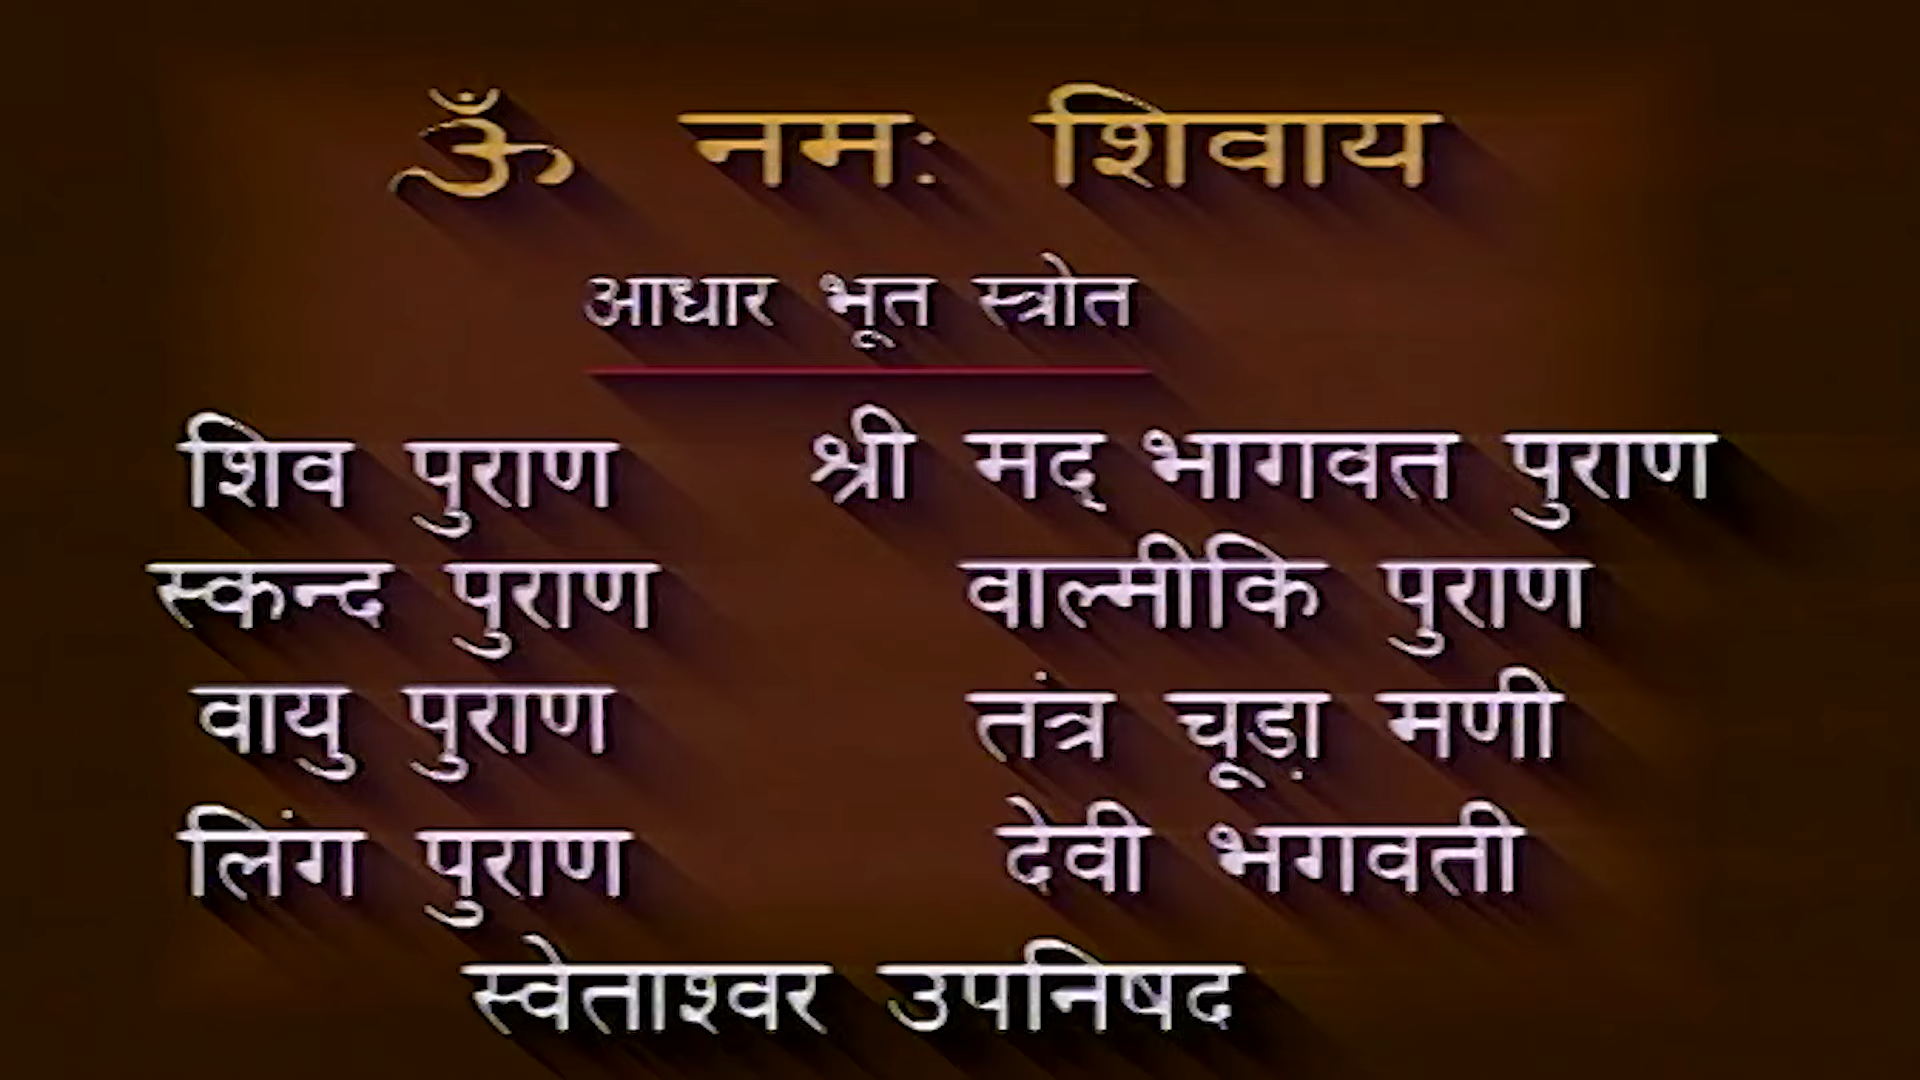 ॐ नमः शिवाय
आधार भूत स्त्रोत
शिव पुराण
श्री मद् भागवत पुराण
स्कन्द पुराण
वाल्मीकि पुराण
वायु पुराण
तंत्र चूड़ा मणी
लिंग पुराण
देवी भगवती
स्वेताश्वर उपनिषद